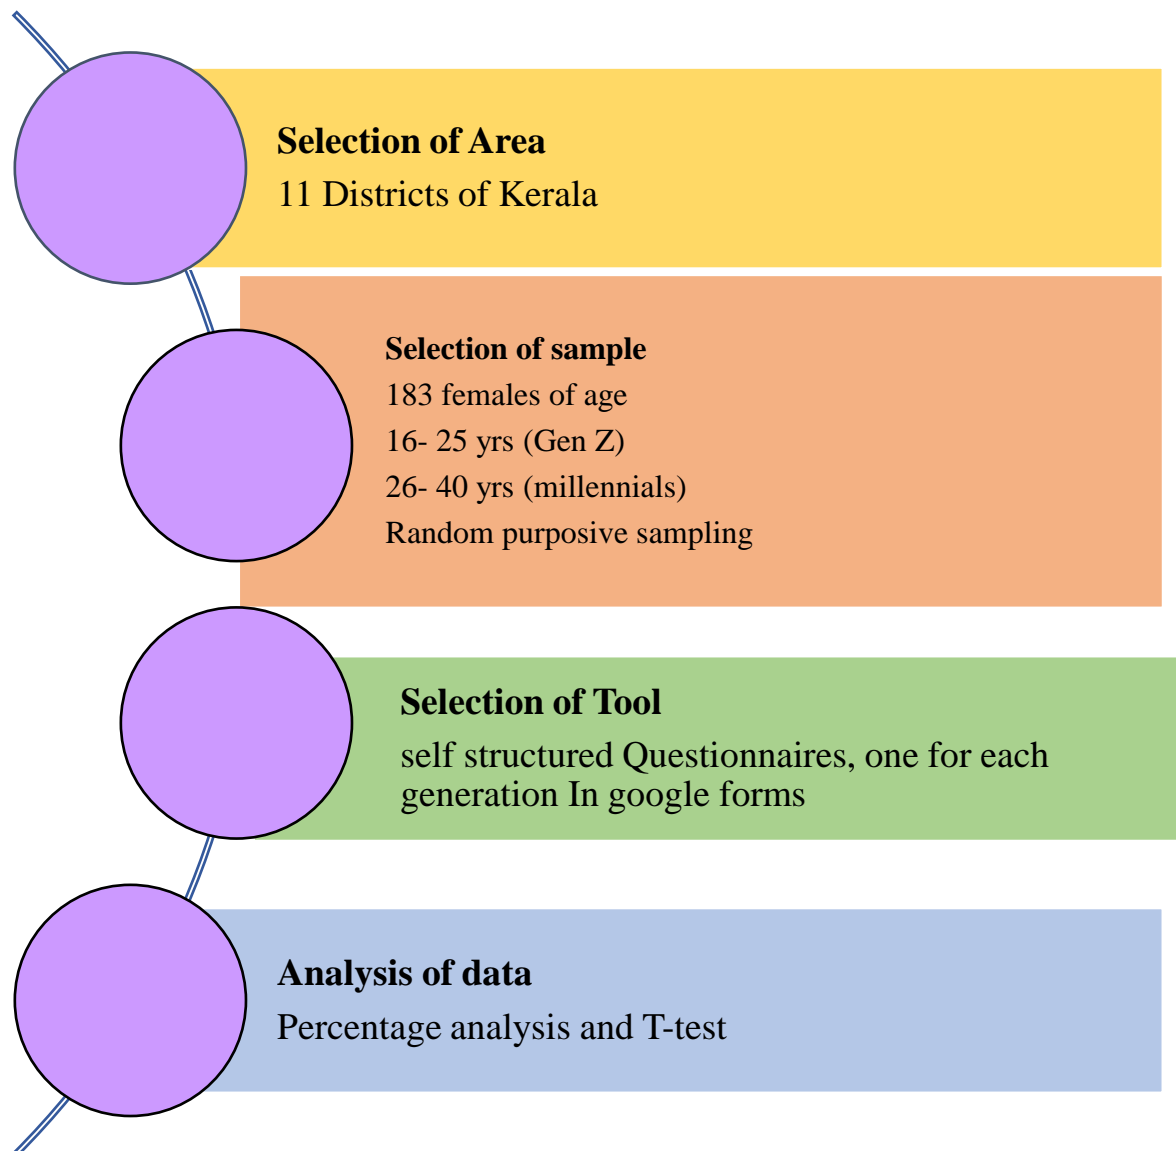 Selection of Area
11 Districts of Kerala
Selection of sample
183 females of age
16- 25 yrs (Gen Z)
26- 40 yrs (millennials)
Random purposive sampling
Selection of Tool
self structured Questionnaires, one for each
generation In google forms
Analysis of data
Percentage analysis and T-test